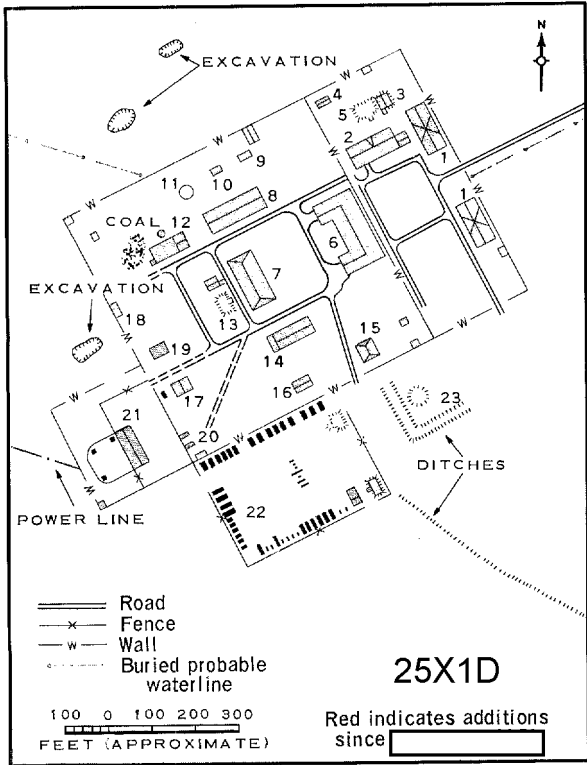 EXCAVATION
N
W
W
4
3
W
5
2
W
W
1
9
10
11
8
W
W
COAL
12
6
1
7
W
W
EXCAVATION
13
18
W
15
W
14
19
W
17
16
W
23
W
21
20
W
DITCHES
22
W
POWER LINE
Road
Fence
W Wall
Buried probable
waterline
25X1D
100 0 100 200 300
FEET (APPROXIMATE)
Red indicates additions
since